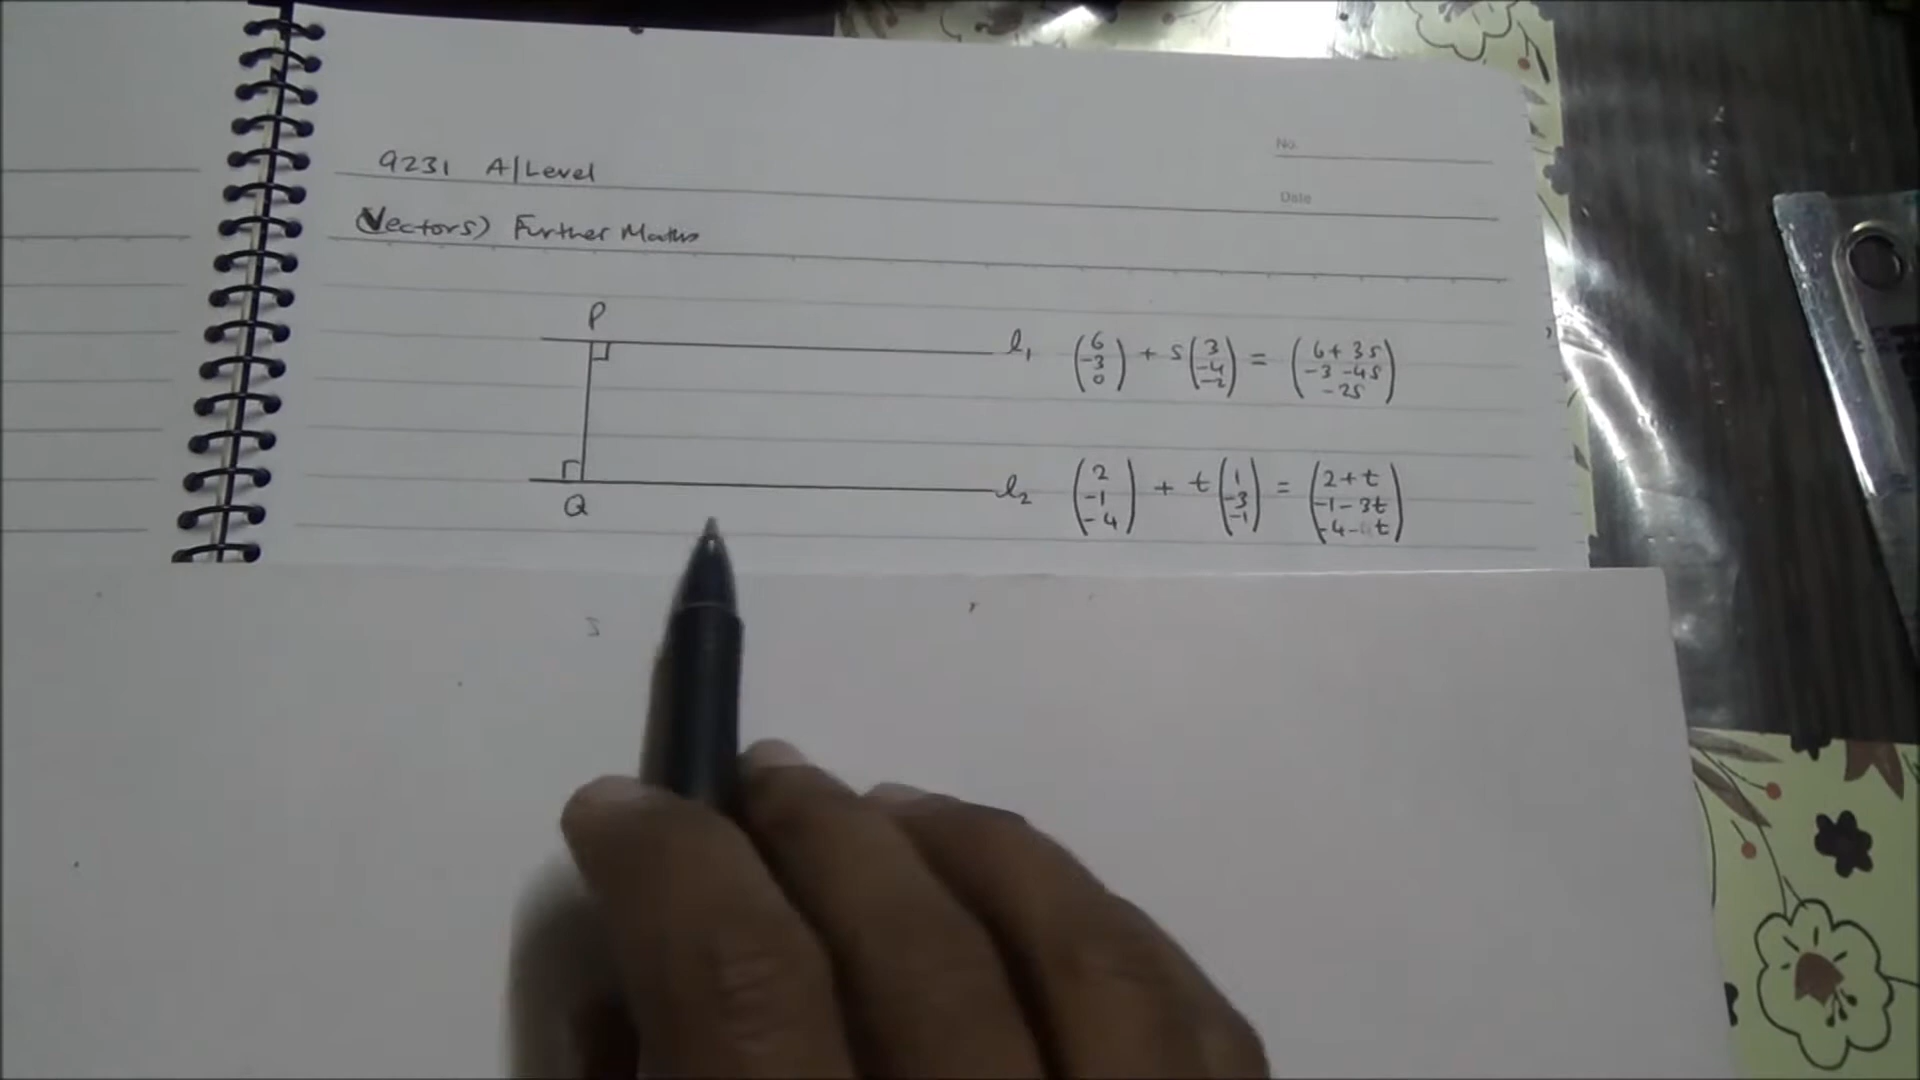 No.
9231 A/Level
Date
(Vectors) Further Maths
P
l₁ (6 -3 0) + s (3 -4 -2) = (6+3s -3-4s -2s)
l₂ (2 -1 -4) + t (1 -3 -1) = (2+t -1-3t -4-t)
Q